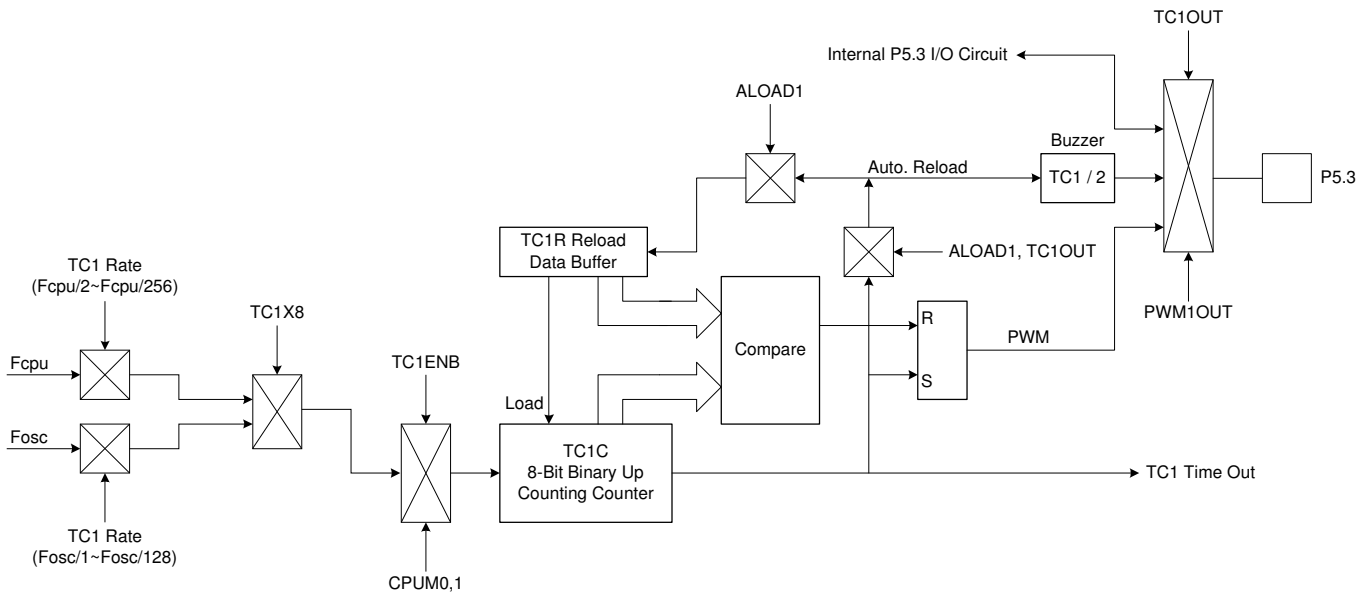 TC1OUT
Internal P5.3 I/O Circuit
ALOAD1
Buzzer
Auto. Reload
TC1 / 2
P5.3
TC1R Reload
Data Buffer
ALOAD1, TC1OUT
TC1 Rate
(Fcpu/2~Fcpu/256)
TC1X8
PWM1OUT
R
Compare
PWM
Fcpu
TC1ENB
S
Load
Fosc
TC1C
8-Bit Binary Up
Counting Counter
TC1 Time Out
TC1 Rate
(Fosc/1~Fosc/128)
CPUM0,1